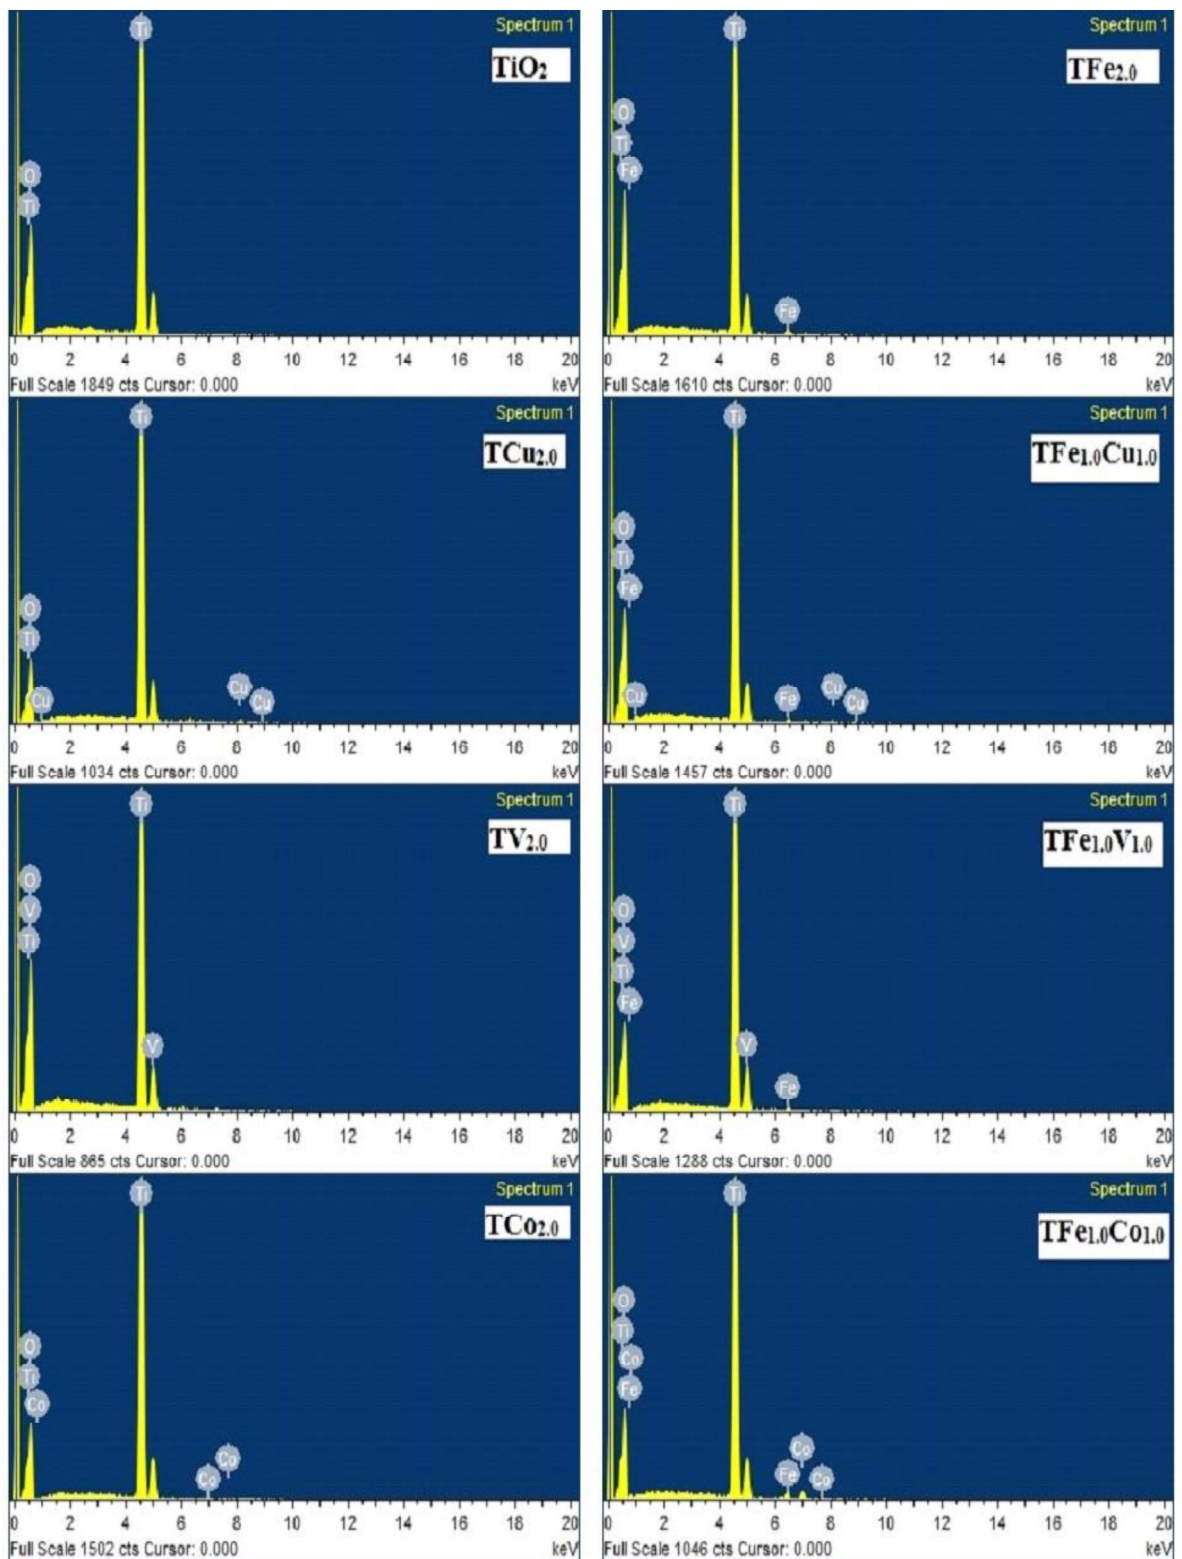 Spectrum 1
TiO2
Ti
O
Ti
0 2 4 6 8 10 12 14 16 18 20
Full Scale 1849 cts Cursor: 0.000 keV
Spectrum 1
TFe2.0
Ti
O
Ti
Fe
Fe
0 2 4 6 8 10 12 14 16 18 20
Full Scale 1610 cts Cursor: 0.000 keV
Spectrum 1
TCu2.0
Ti
O
Ti
Cu
Cu
Cu
0 2 4 6 8 10 12 14 16 18 20
Full Scale 1034 cts Cursor: 0.000 keV
Spectrum 1
TFe1.0Cu1.0
Ti
O
Ti
Fe
Cu
Fe
Cu
Cu
0 2 4 6 8 10 12 14 16 18 20
Full Scale 1457 cts Cursor: 0.000 keV
Spectrum 1
TV2.0
Ti
O
V
Ti
V
0 2 4 6 8 10 12 14 16 18 20
Full Scale 865 cts Cursor: 0.000 keV
Spectrum 1
TFe1.0V1.0
Ti
O
V
Ti
Fe
V
Fe
0 2 4 6 8 10 12 14 16 18 20
Full Scale 1288 cts Cursor: 0.000 keV
Spectrum 1
TCo2.0
Ti
O
Ti
Co
Co
Co
0 2 4 6 8 10 12 14 16 18 20
Full Scale 1502 cts Cursor: 0.000 keV
Spectrum 1
TFe1.0Co1.0
Ti
O
Ti
Co
Fe
Co
Fe
Co
0 2 4 6 8 10 12 14 16 18 20
Full Scale 1046 cts Cursor: 0.000 keV